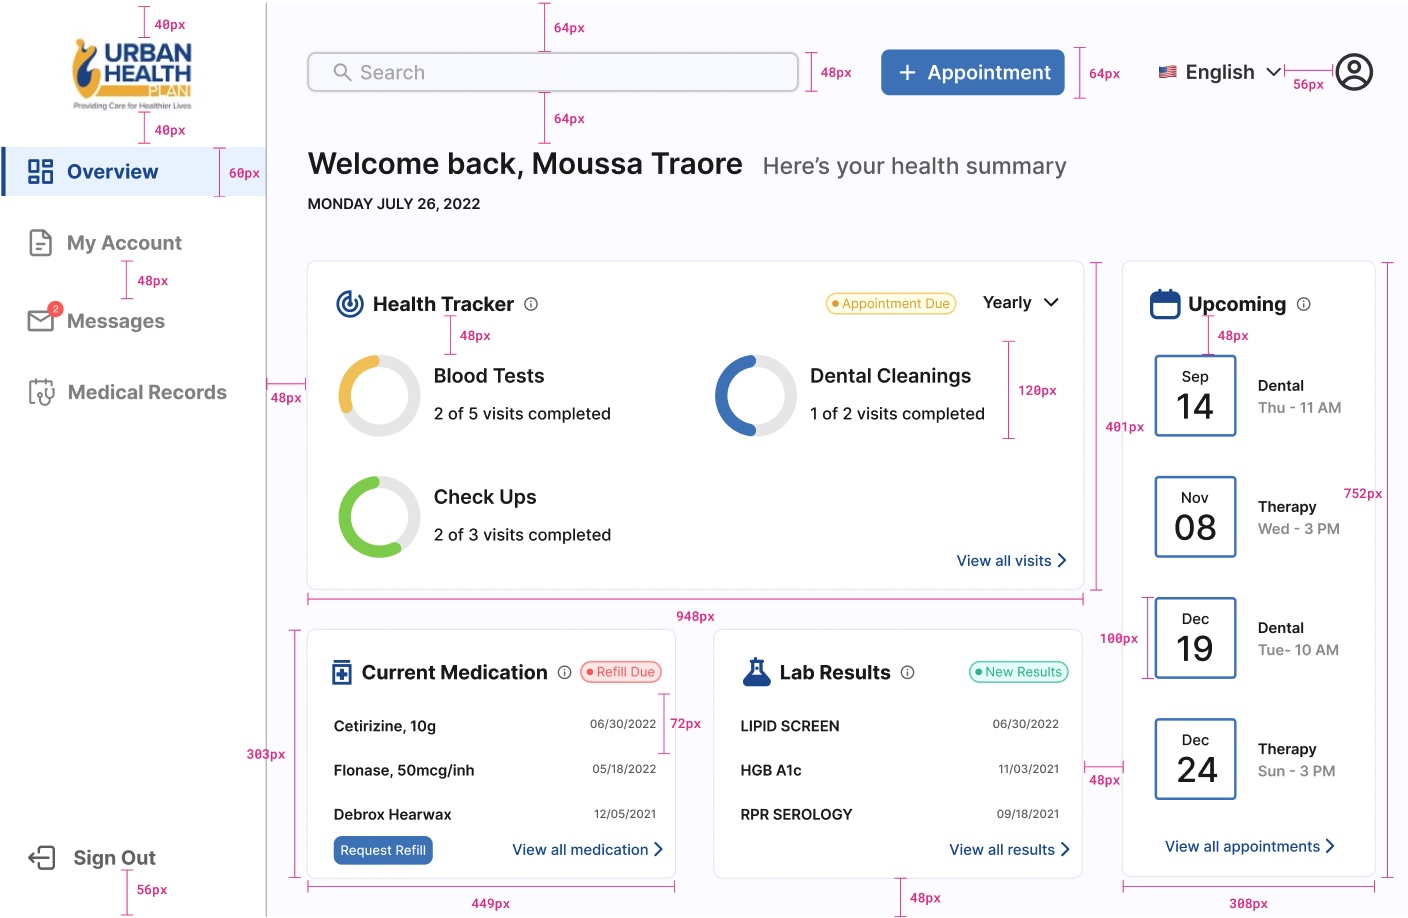 40px
URBAN
HEALTH
PLAN
Providing Care for Healthier Lives
40px
Overview
60px
My Account
48px
2
Messages
Medical Records
Sign Out
56px
64px
Search
48px
64px
+ Appointment
64px
English
56px
Welcome back, Moussa Traore Here's your health summary
MONDAY JULY 26, 2022
48px
Health Tracker
Appointment Due
Yearly
48px
Blood Tests
2 of 5 visits completed
Dental Cleanings
1 of 2 visits completed
120px
401px
Check Ups
2 of 3 visits completed
View all visits
948px
Upcoming
48px
Sep
14
Dental
Thu - 11 AM
752px
Nov
08
Therapy
Wed - 3 PM
100px
Dec
19
Dental
Tue- 10 AM
Dec
24
Therapy
Sun - 3 PM
View all appointments
308px
303px
Current Medication
Refill Due
72px
Cetirizine, 10g 06/30/2022
Flonase, 50mcg/inh 05/18/2022
Debrox Hearwax 12/05/2021
Request Refill
View all medication
449px
Lab Results
New Results
LIPID SCREEN 06/30/2022
HGB A1c 11/03/2021
RPR SEROLOGY 09/18/2021
View all results
48px
48px